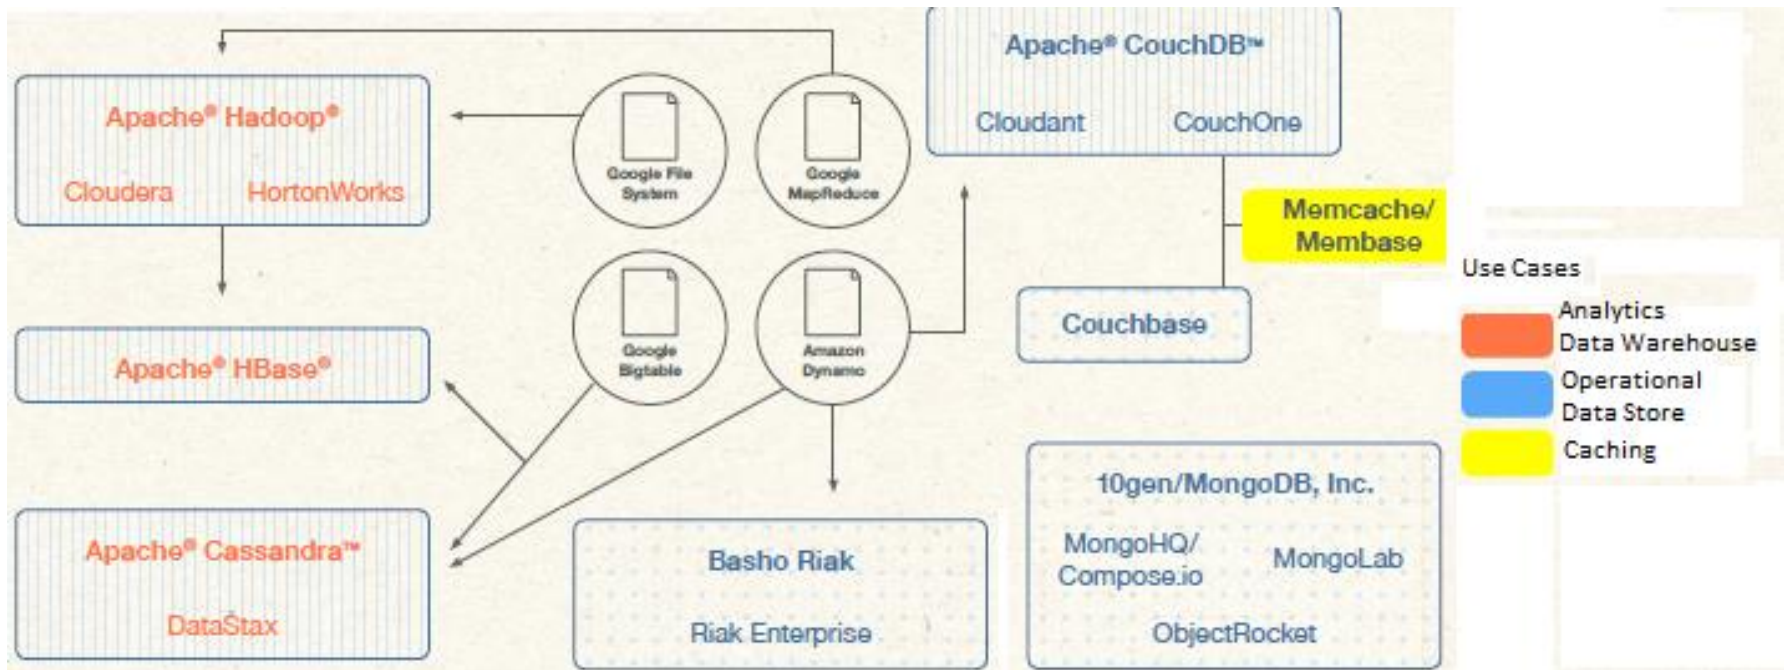 Apache® Hadoop®
Cloudera
HortonWorks
Google File
System
Google
MapReduce
Apache® CouchDB™
Cloudant
CouchOne
Memcache/
Membase
Couchbase
Apache® HBase®
Google
Bigtable
Amazon
Dynamo
Apache® Cassandra™
DataStax
Basho Riak
Riak Enterprise
10gen/MongoDB, Inc.
MongoHQ/
Compose.io
MongoLab
ObjectRocket
Use Cases
Analytics
Data Warehouse
Operational
Data Store
Caching